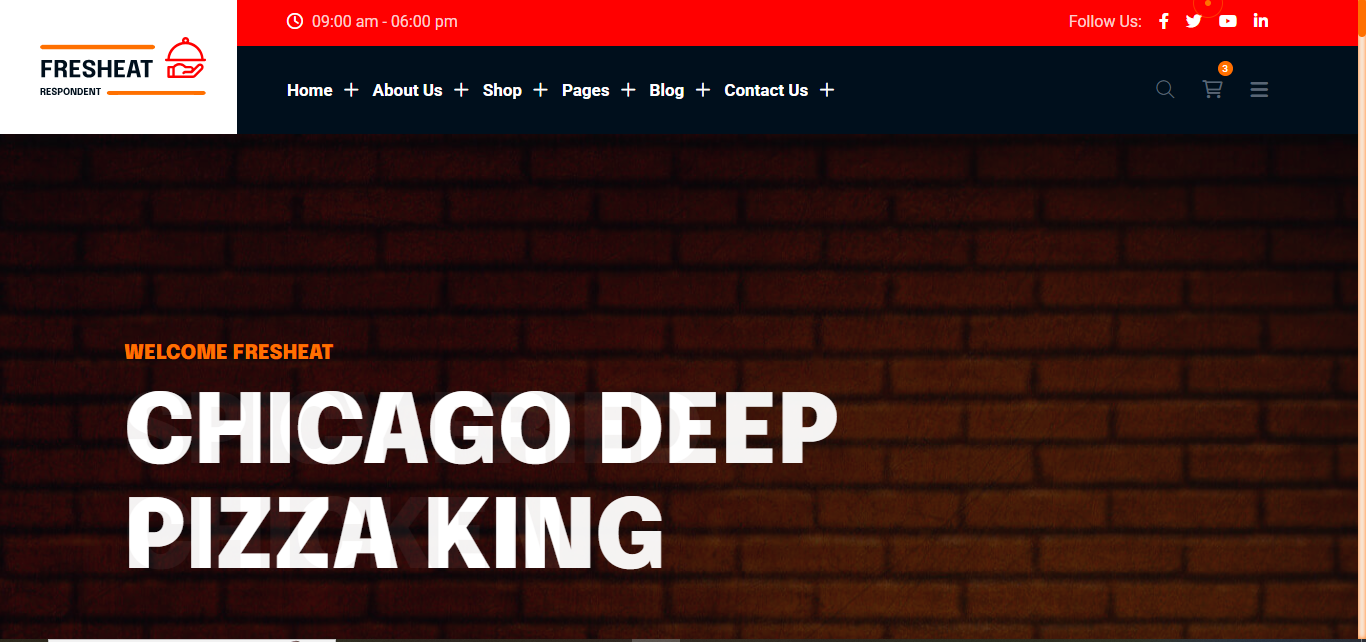 09:00 am - 06:00 pm
Follow Us:
FRESHEAT
RESPONDENT
Home
About Us
Shop
Pages
Blog
Contact Us
3
WELCOME FRESHEAT
CHICAGO DEEP
PIZZA KING